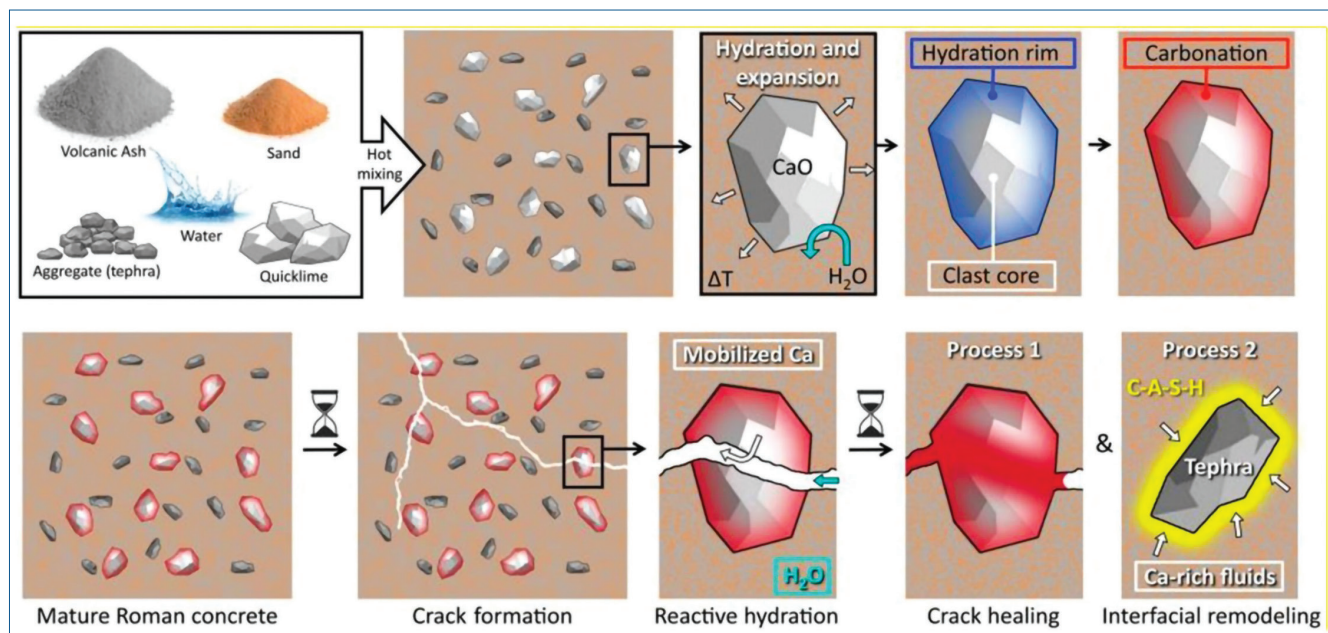 Volcanic Ash
Sand
Water
Aggregate (tephra)
Quicklime
Hot
mixing
Hydration and
expansion
CaO
ΔT
H₂O
Hydration rim
Clast core
Carbonation
Mature Roman concrete
Crack formation
Mobilized Ca
H₂O
Reactive hydration
Process 1
Crack healing
&
Process 2
C-A-S-H
Tephra
Ca-rich fluids
Interfacial remodeling